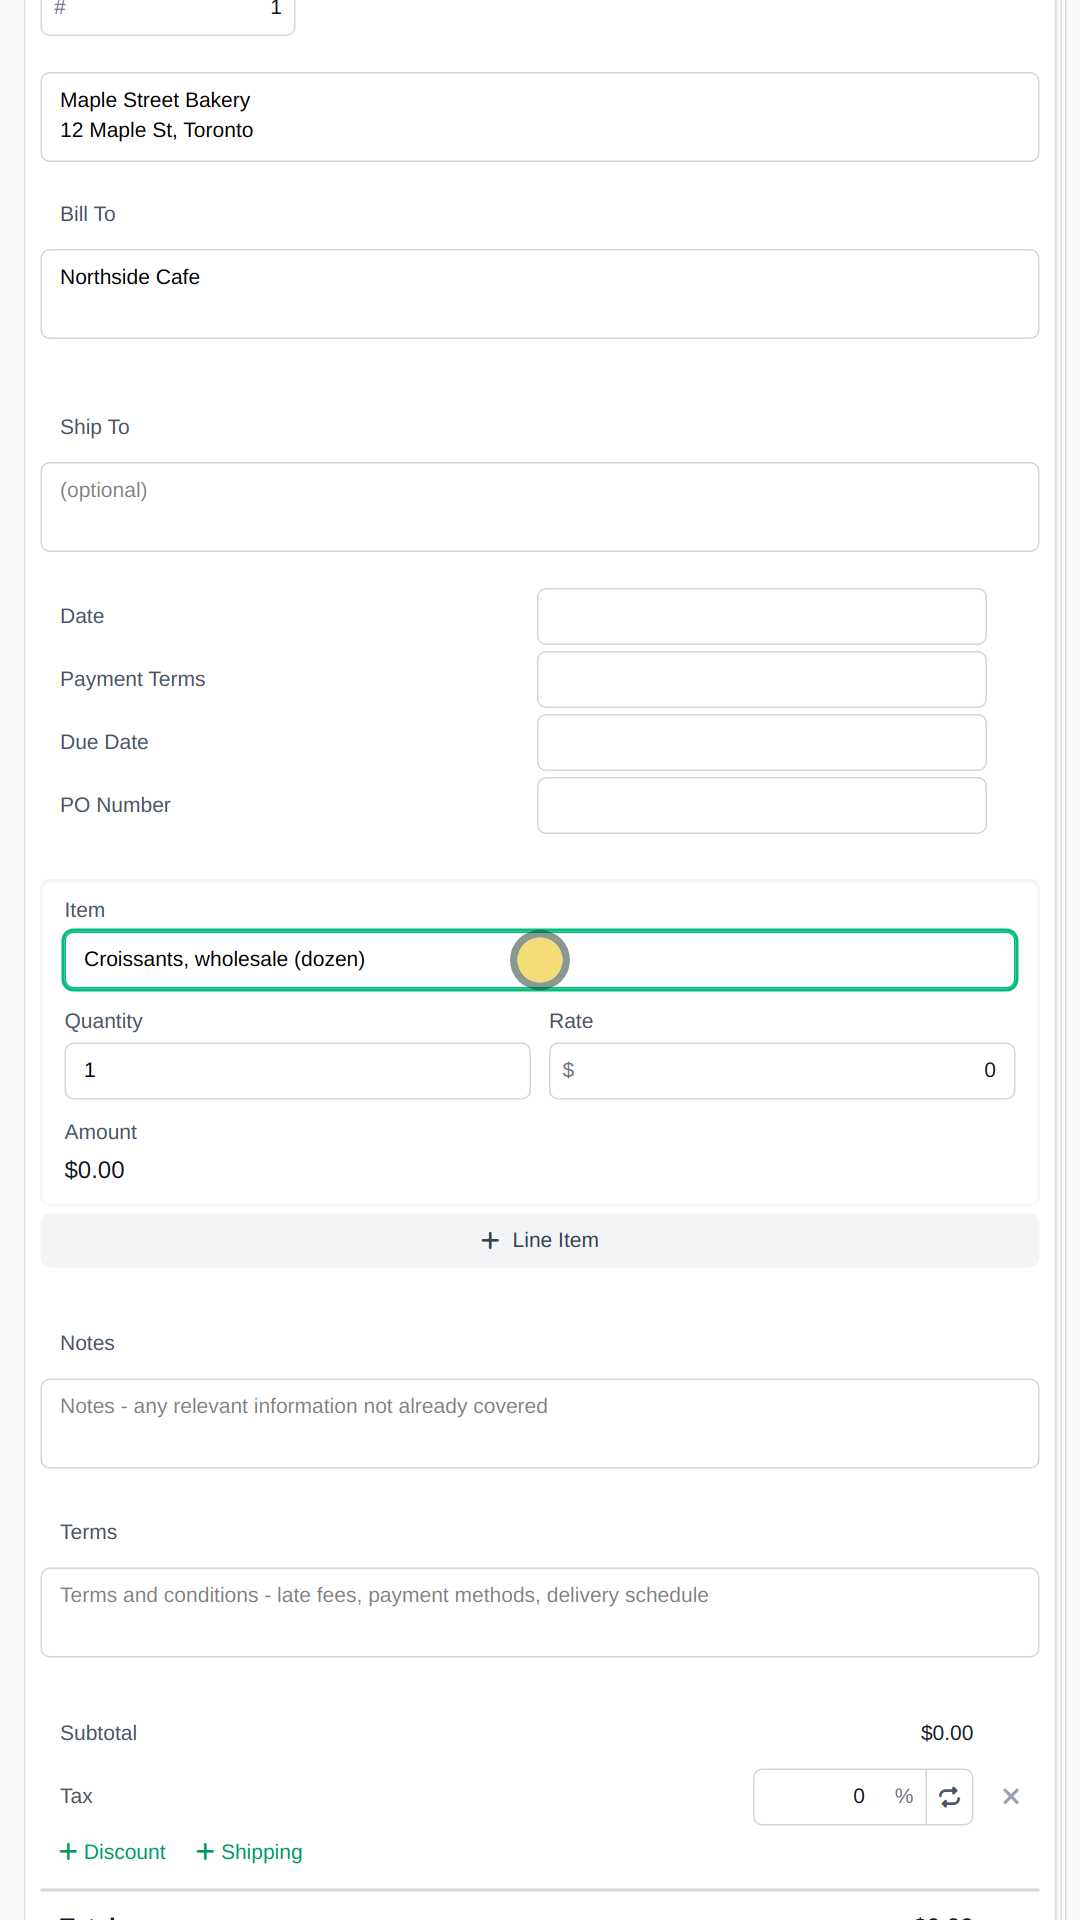 # 1
Maple Street Bakery
12 Maple St, Toronto
Bill To
Northside Cafe
Ship To
(optional)
Date
Payment Terms
Due Date
PO Number
Item
Croissants, wholesale (dozen)
Quantity Rate
1 $ 0
Amount
$0.00
+ Line Item
Notes
Notes - any relevant information not already covered
Terms
Terms and conditions - late fees, payment methods, delivery schedule
Subtotal $0.00
Tax 0 %
+ Discount + Shipping